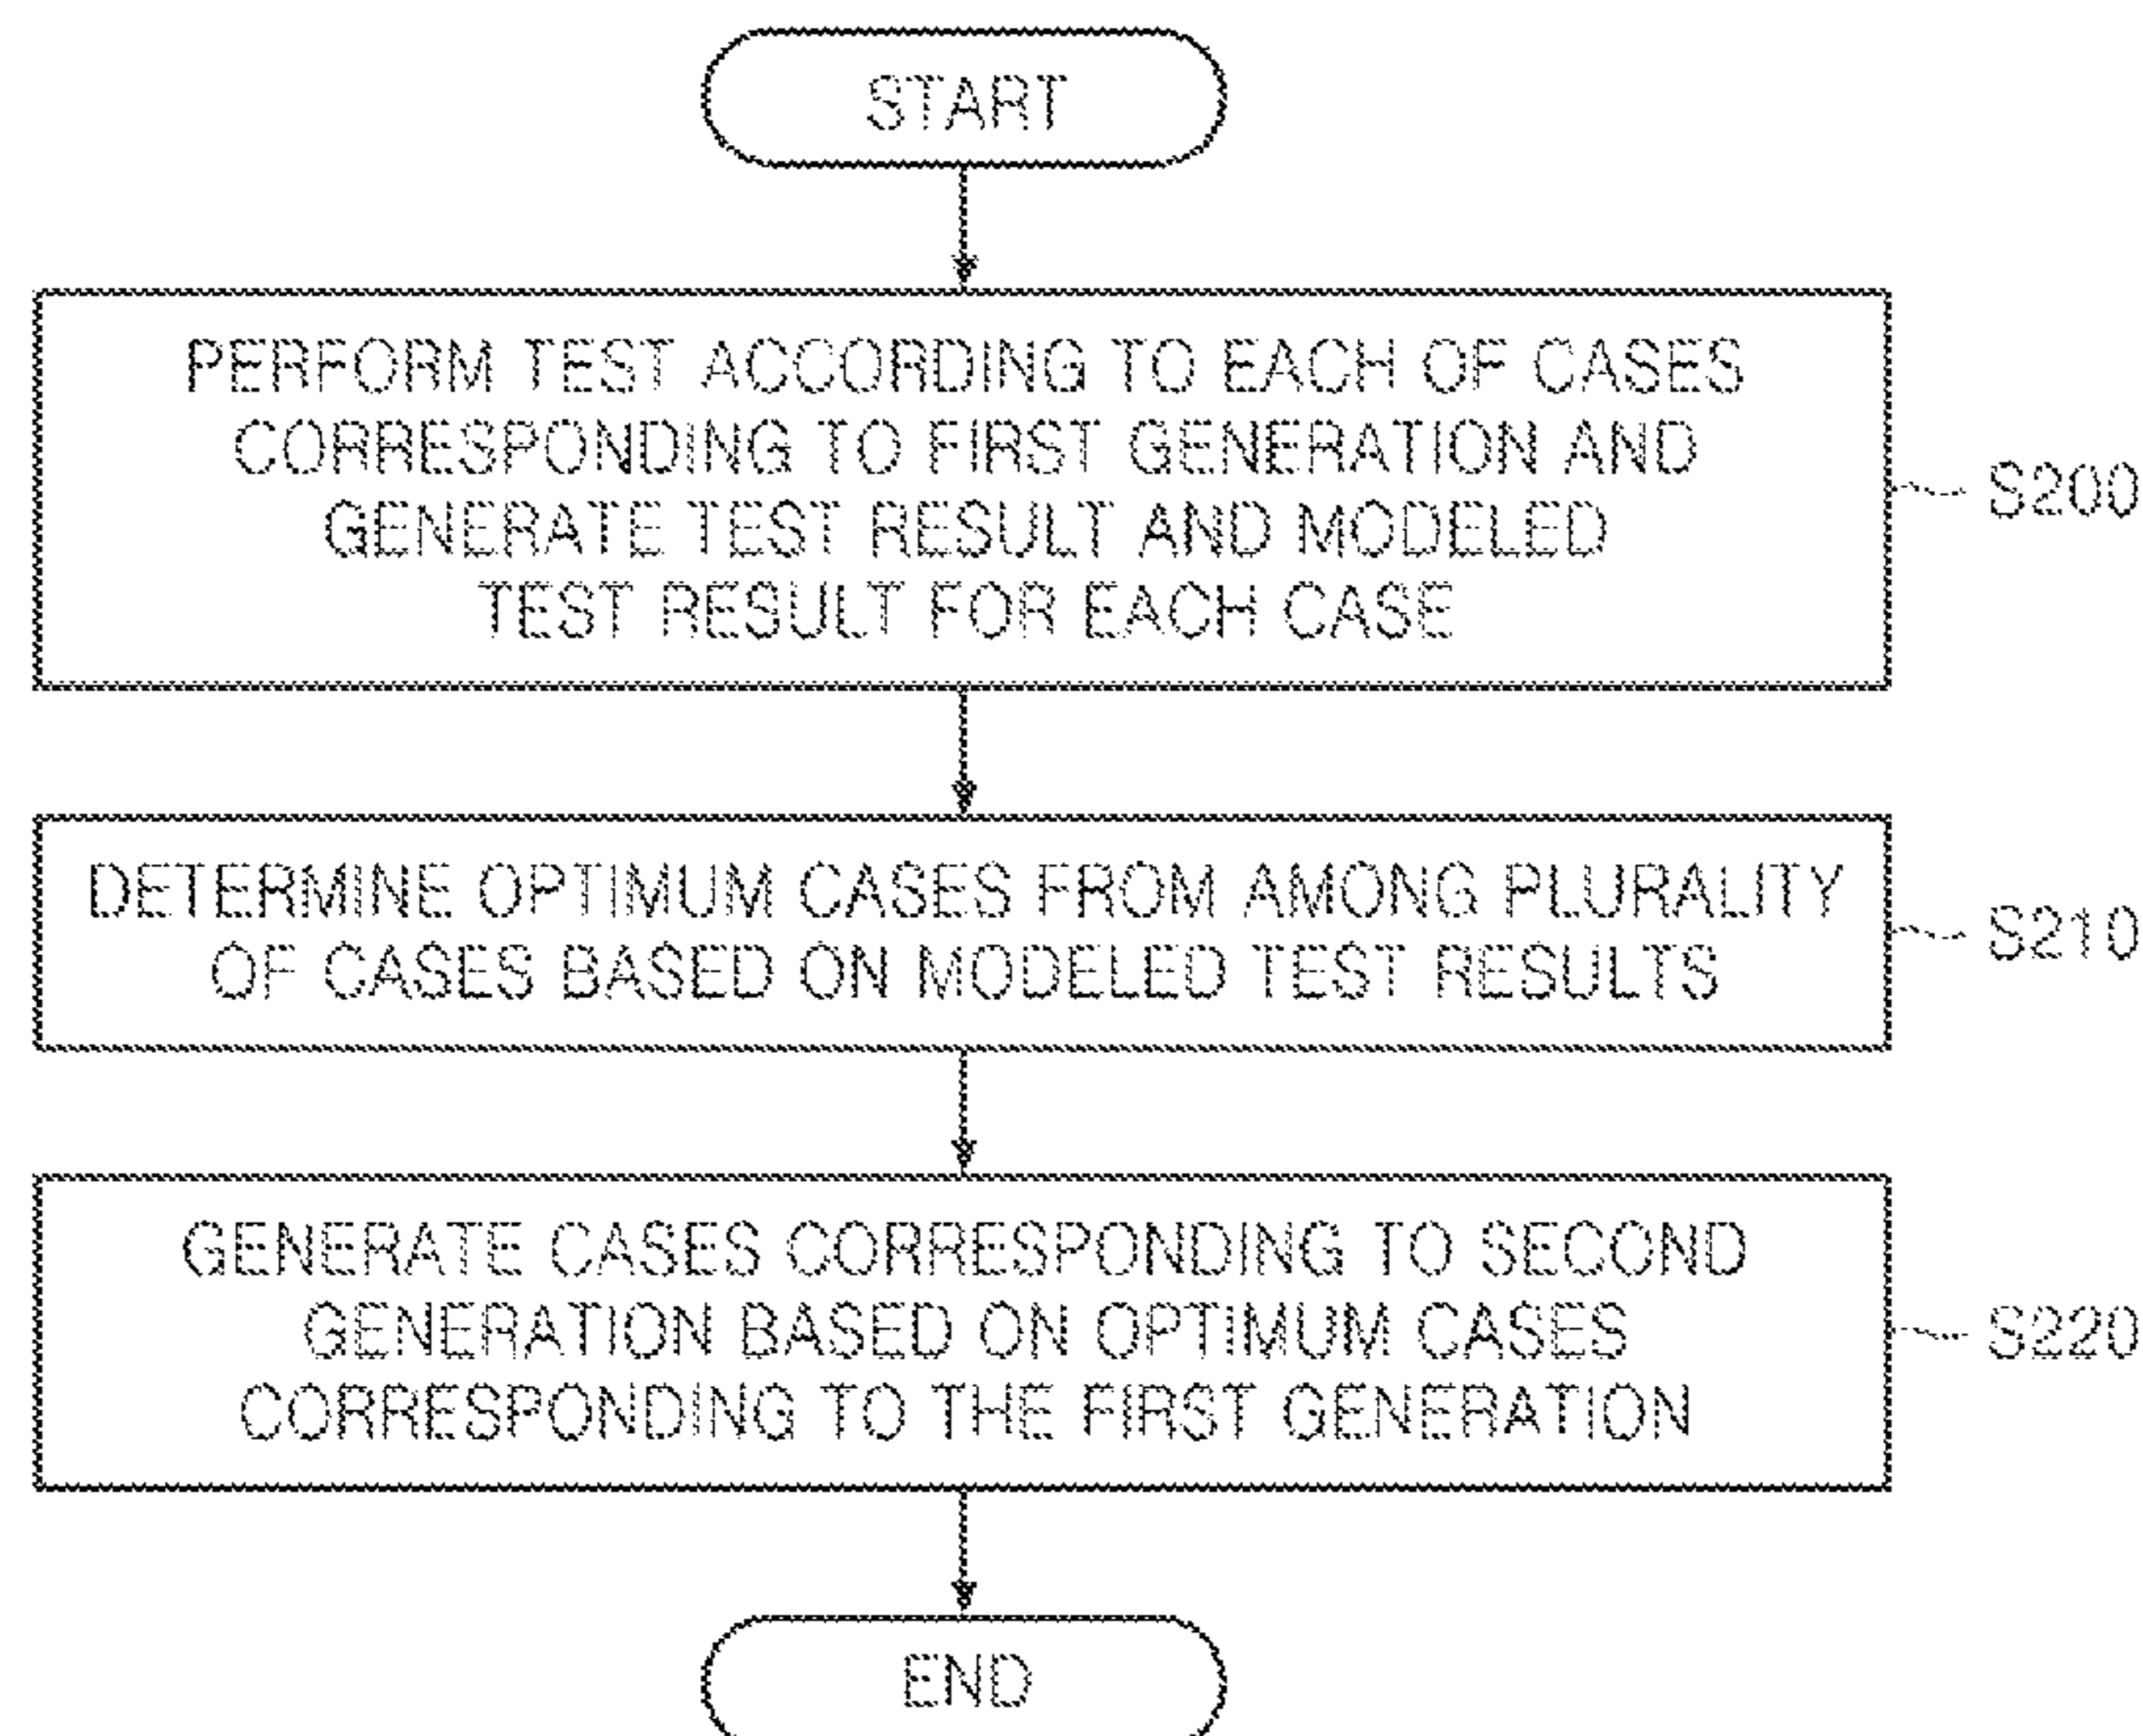 START
PERFORM TEST ACCORDING TO EACH OF CASES
CORRESPONDING TO FIRST GENERATION AND
GENERATE TEST RESULT AND MODELED
TEST RESULT FOR EACH CASE
S200
DETERMINE OPTIMUM CASES FROM AMONG PLURALITY
OF CASES BASED ON MODELED TEST RESULTS
S210
GENERATE CASES CORRESPONDING TO SECOND
GENERATION BASED ON OPTIMUM CASES
CORRESPONDING TO THE FIRST GENERATION
S220
END